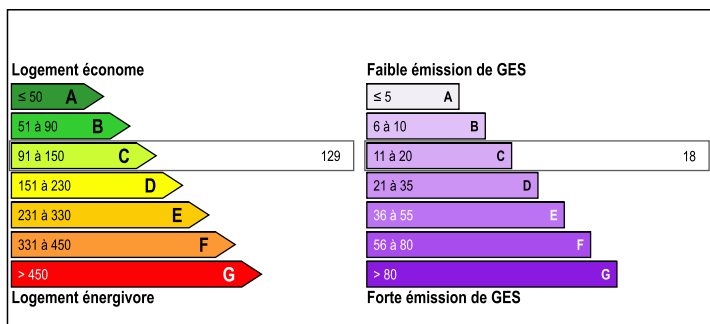 Logement économe
≤ 50 A
51 à 90 B
91 à 150 C 129
151 à 230 D
231 à 330 E
331 à 450 F
> 450 G
Logement énergivore
Faible émission de GES
≤ 5 A
6 à 10 B
11 à 20 C 18
21 à 35 D
36 à 55 E
56 à 80 F
> 80 G
Forte émission de GES